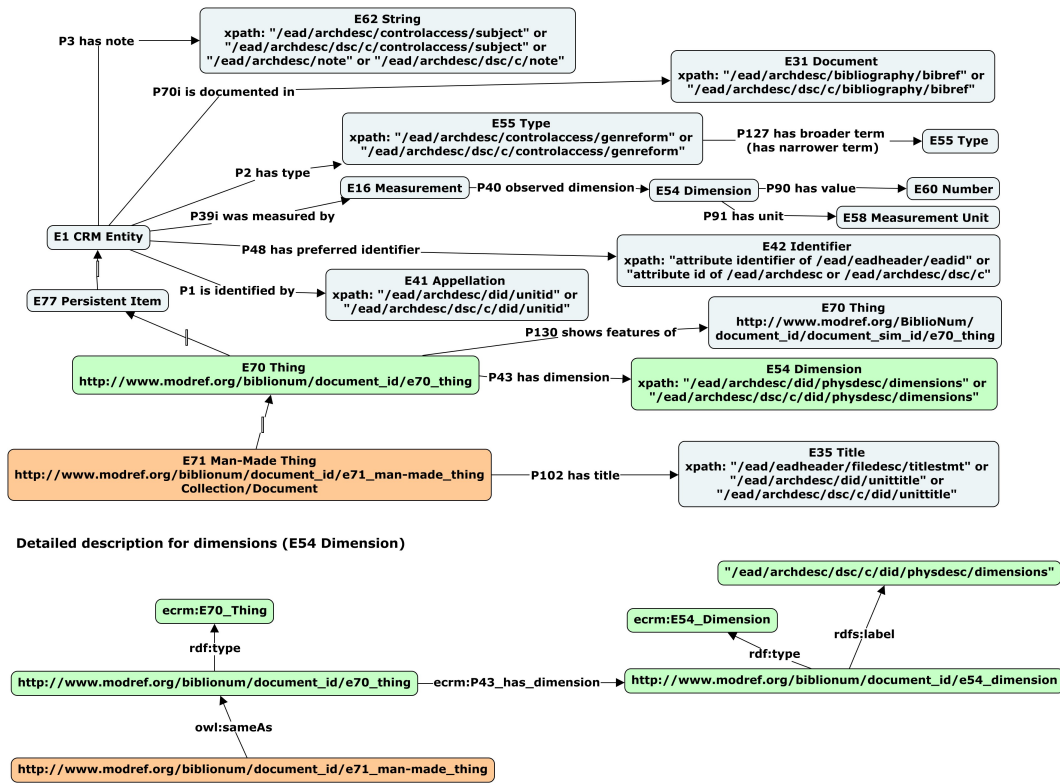 E62 String
xpath: "/ead/archdesc/controlaccess/subject" or
"/ead/archdesc/dsc/c/controlaccess/subject" or
"/ead/archdesc/note" or "/ead/archdesc/dsc/c/note"
P3 has note
E31 Document
xpath: "/ead/archdesc/bibliography/bibref" or
"/ead/archdesc/dsc/c/bibliography/bibref"
P70i is documented in
E55 Type
xpath: "/ead/archdesc/controlaccess/genreform" or
"/ead/archdesc/dsc/c/controlaccess/genreform"
P127 has broader term
(has narrower term)
E55 Type
P2 has type
E16 Measurement
P40 observed dimension
E54 Dimension
P90 has value
E60 Number
P39i was measured by
P91 has unit
E58 Measurement Unit
E1 CRM Entity
P48 has preferred identifier
E42 Identifier
xpath: "attribute identifier of /ead/eadheader/eadid" or
"attribute id of /ead/archdesc or /ead/archdesc/dsc/c"
P1 is identified by
E41 Appellation
xpath: "/ead/archdesc/did/unitid" or
"/ead/archdesc/dsc/c/did/unitid"
E77 Persistent Item
E70 Thing
http://www.modref.org/BiblioNum/
document_id/document_sim_id/e70_thing
P130 shows features of
E70 Thing
http://www.modref.org/biblionum/document_id/e70_thing
P43 has dimension
E54 Dimension
xpath: "/ead/archdesc/did/physdesc/dimensions" or
"/ead/archdesc/dsc/c/did/physdesc/dimensions"
E71 Man-Made Thing
http://www.modref.org/biblionum/document_id/e71_man-made_thing
Collection/Document
P102 has title
E35 Title
xpath: "/ead/eadheader/filedesc/titlestmt" or
"/ead/archdesc/did/unittitle" or
"/ead/archdesc/dsc/c/did/unittitle"
Detailed description for dimensions (E54 Dimension)
"/ead/archdesc/dsc/c/did/physdesc/dimensions"
ecrm:E70_Thing
ecrm:E54_Dimension
rdfs:label
rdf:type
rdf:type
http://www.modref.org/biblionum/document_id/e70_thing
ecrm:P43_has_dimension
http://www.modref.org/biblionum/document_id/e54_dimension
owl:sameAs
http://www.modref.org/biblionum/document_id/e71_man-made_thing